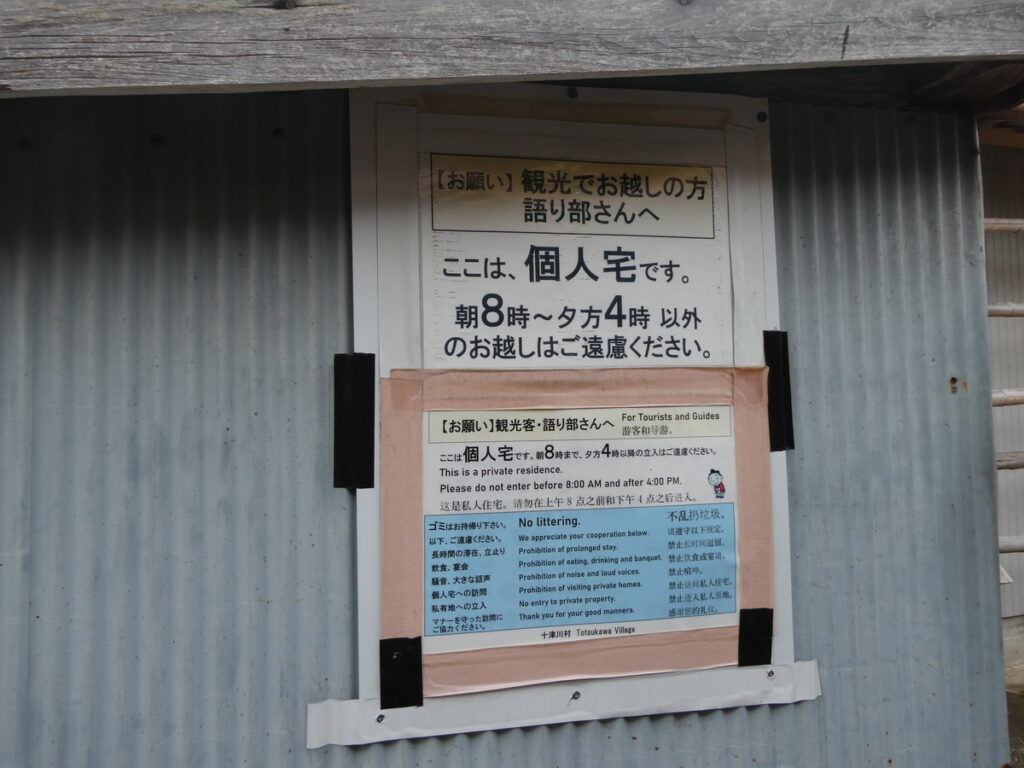 【お願い】観光でお越しの方
語り部さんへ
ここは、個人宅です。
朝8時～夕方4時 以外
のお越しはご遠慮ください。
【お願い】観光客・語り部さんへ
For Tourists and Guides
游客和导游。
ここは個人宅です。朝8時まで、夕方4時以降の立入はご遠慮ください。
This is a private residence.
Please do not enter before 8:00 AM and after 4:00 PM.
这是私人住宅。请勿在上午8点之前和下午4点之后进入。
ゴミはお持帰り下さい。
以下、ご遠慮ください。
長時間の滞在、立止り
飲食、宴会
騒音、大きな話声
個人宅への訪問
私有地への立入
マナーを守った訪問に
ご協力ください。
No littering.
We appreciate your cooperation below.
Prohibition of prolonged stay.
Prohibition of eating, drinking and banquet.
Prohibition of noise and loud voices.
Prohibition of visiting private homes.
No entry to private property.
Thank you for your good manners.
不乱扔垃圾。
请遵守以下规定。
禁止长时间逗留。
禁止饮食或宴请。
禁止喧哗。
禁止访问私人住宅。
禁止进入私人领地。
感谢您的礼仪。
十津川村 Totsukawa Village